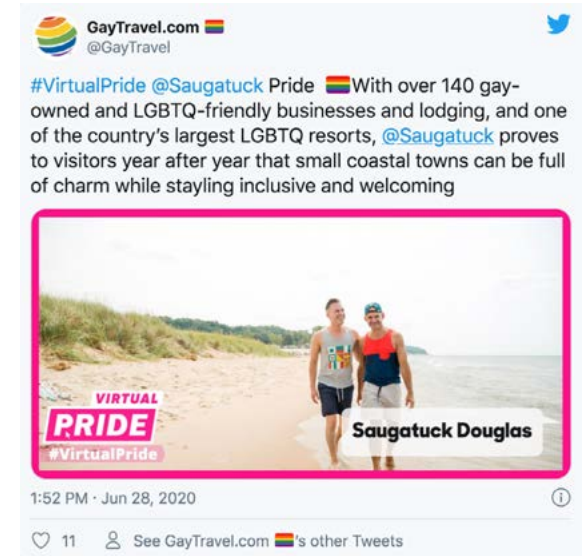 GayTravel.com 🏳️‍🌈
@GayTravel
#VirtualPride @Saugatuck Pride 🏳️‍🌈With over 140 gay-
owned and LGBTQ-friendly businesses and lodging, and one
of the country's largest LGBTQ resorts, @Saugatuck proves
to visitors year after year that small coastal towns can be full
of charm while stayling inclusive and welcoming
VIRTUAL
PRIDE
#VirtualPride
Saugatuck Douglas
1:52 PM · Jun 28, 2020
11 See GayTravel.com 🏳️‍🌈's other Tweets